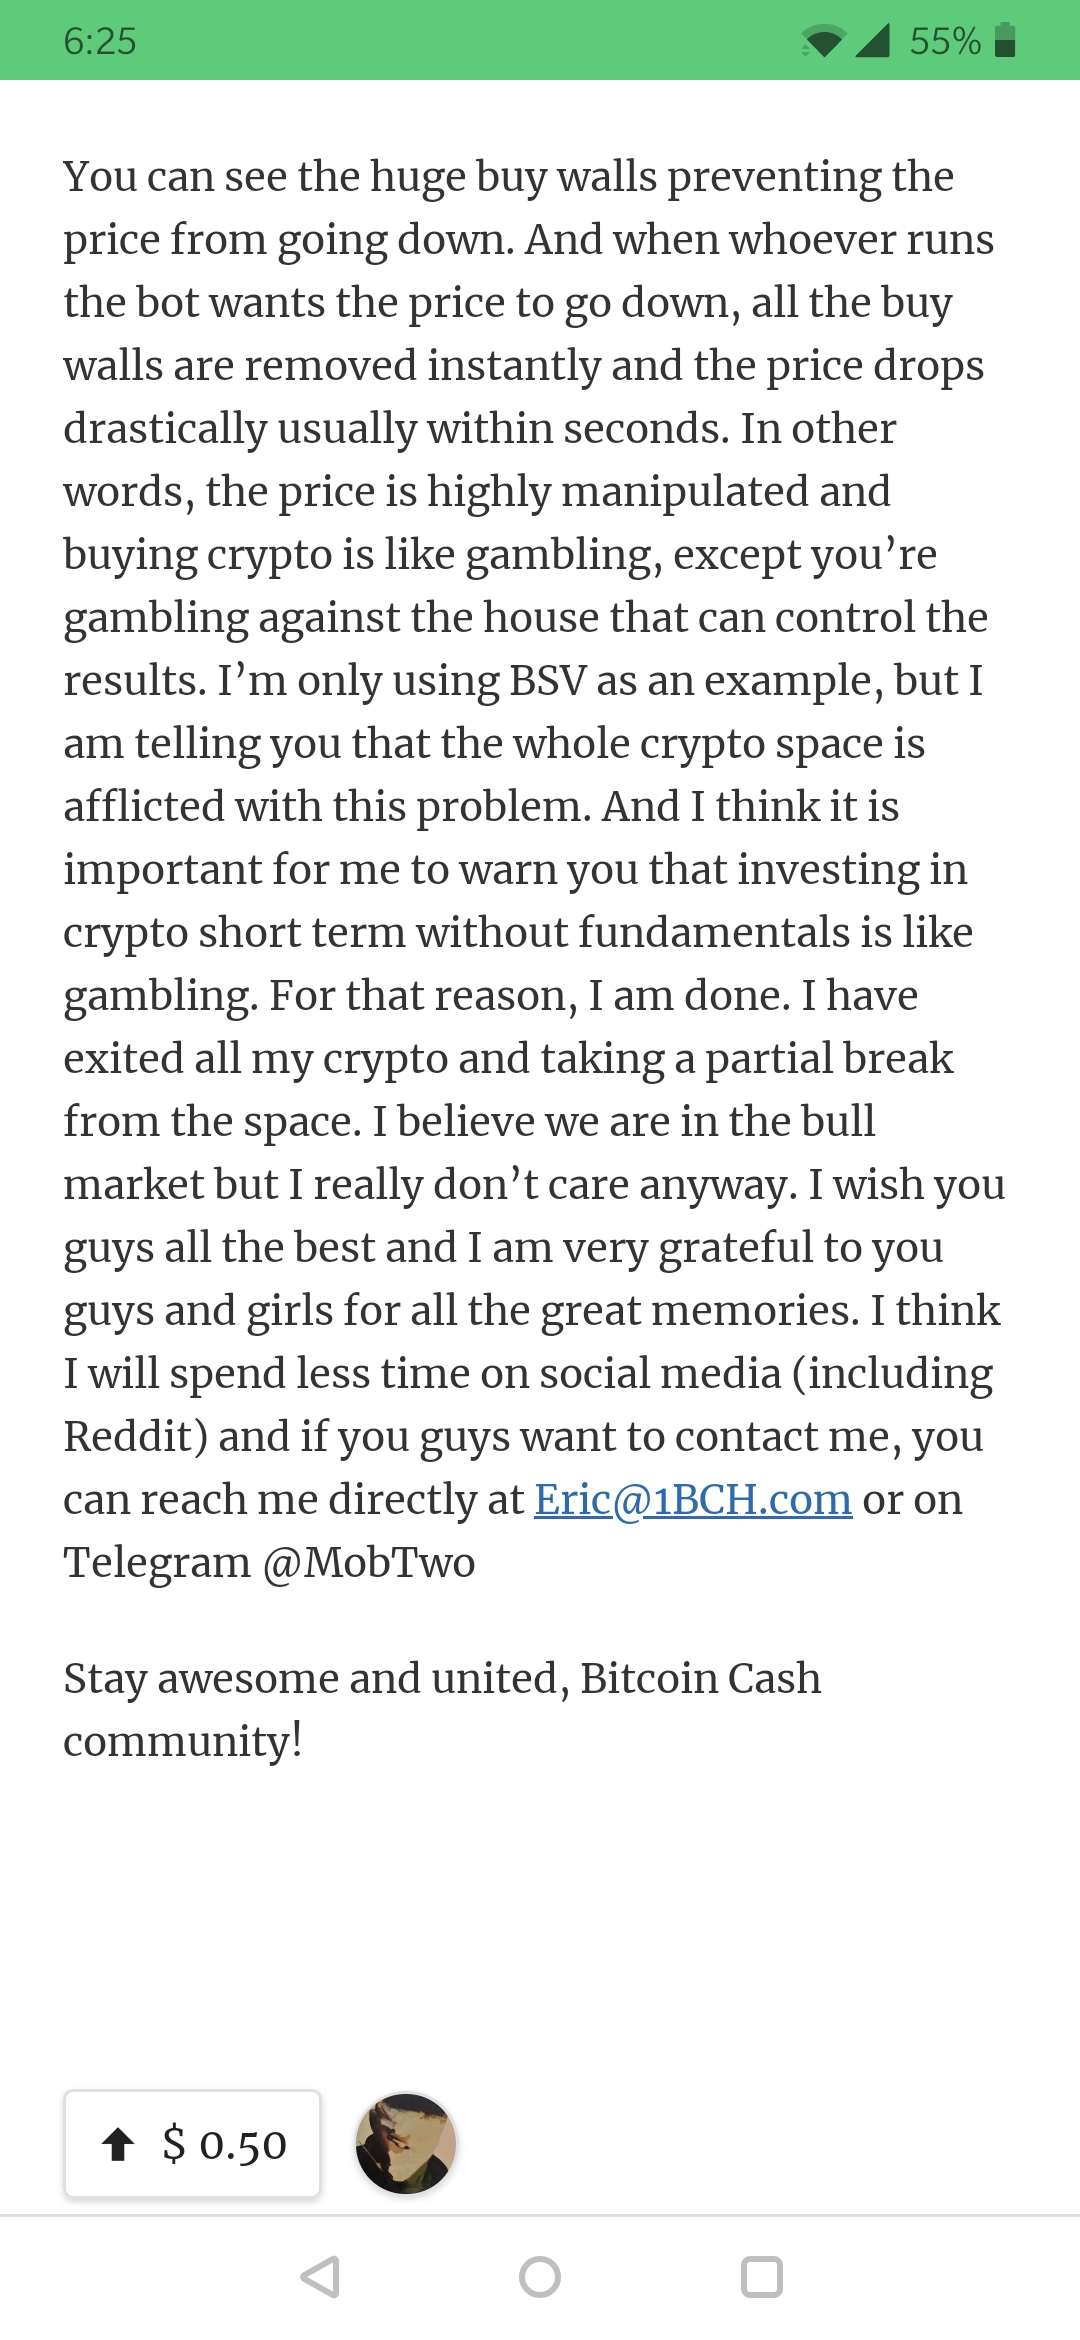 6:25
55%
You can see the huge buy walls preventing the
price from going down. And when whoever runs
the bot wants the price to go down, all the buy
walls are removed instantly and the price drops
drastically usually within seconds. In other
words, the price is highly manipulated and
buying crypto is like gambling, except you’re
gambling against the house that can control the
results. I’m only using BSV as an example, but I
am telling you that the whole crypto space is
afflicted with this problem. And I think it is
important for me to warn you that investing in
crypto short term without fundamentals is like
gambling. For that reason, I am done. I have
exited all my crypto and taking a partial break
from the space. I believe we are in the bull
market but I really don’t care anyway. I wish you
guys all the best and I am very grateful to you
guys and girls for all the great memories. I think
I will spend less time on social media (including
Reddit) and if you guys want to contact me, you
can reach me directly at Eric@1BCH.com or on
Telegram @MobTwo
Stay awesome and united, Bitcoin Cash
community!
$ 0.50